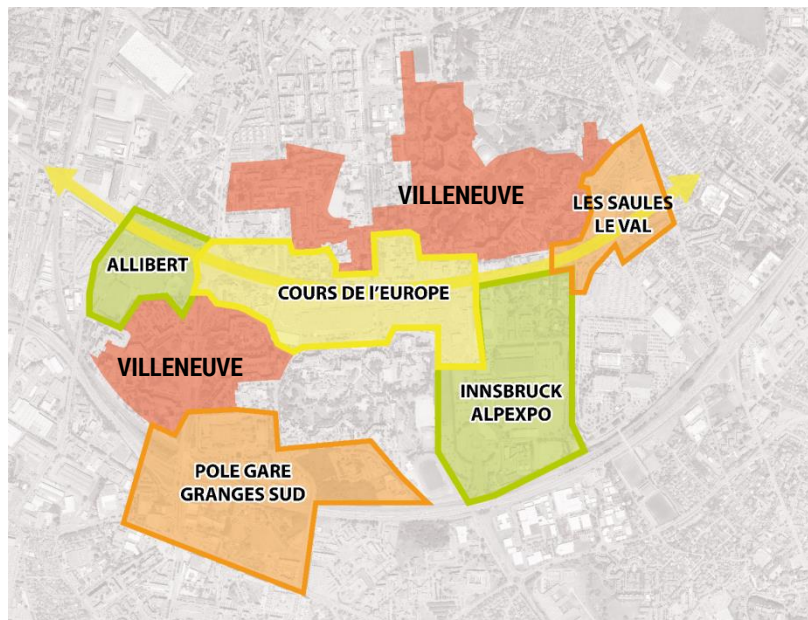 VILLENEUVE
LES SAULES
LE VAL
ALLIBERT
COURS DE l'EUROPE
VILLENEUVE
INNSBRUCK
ALPEXPO
POLE GARE
GRANGES SUD